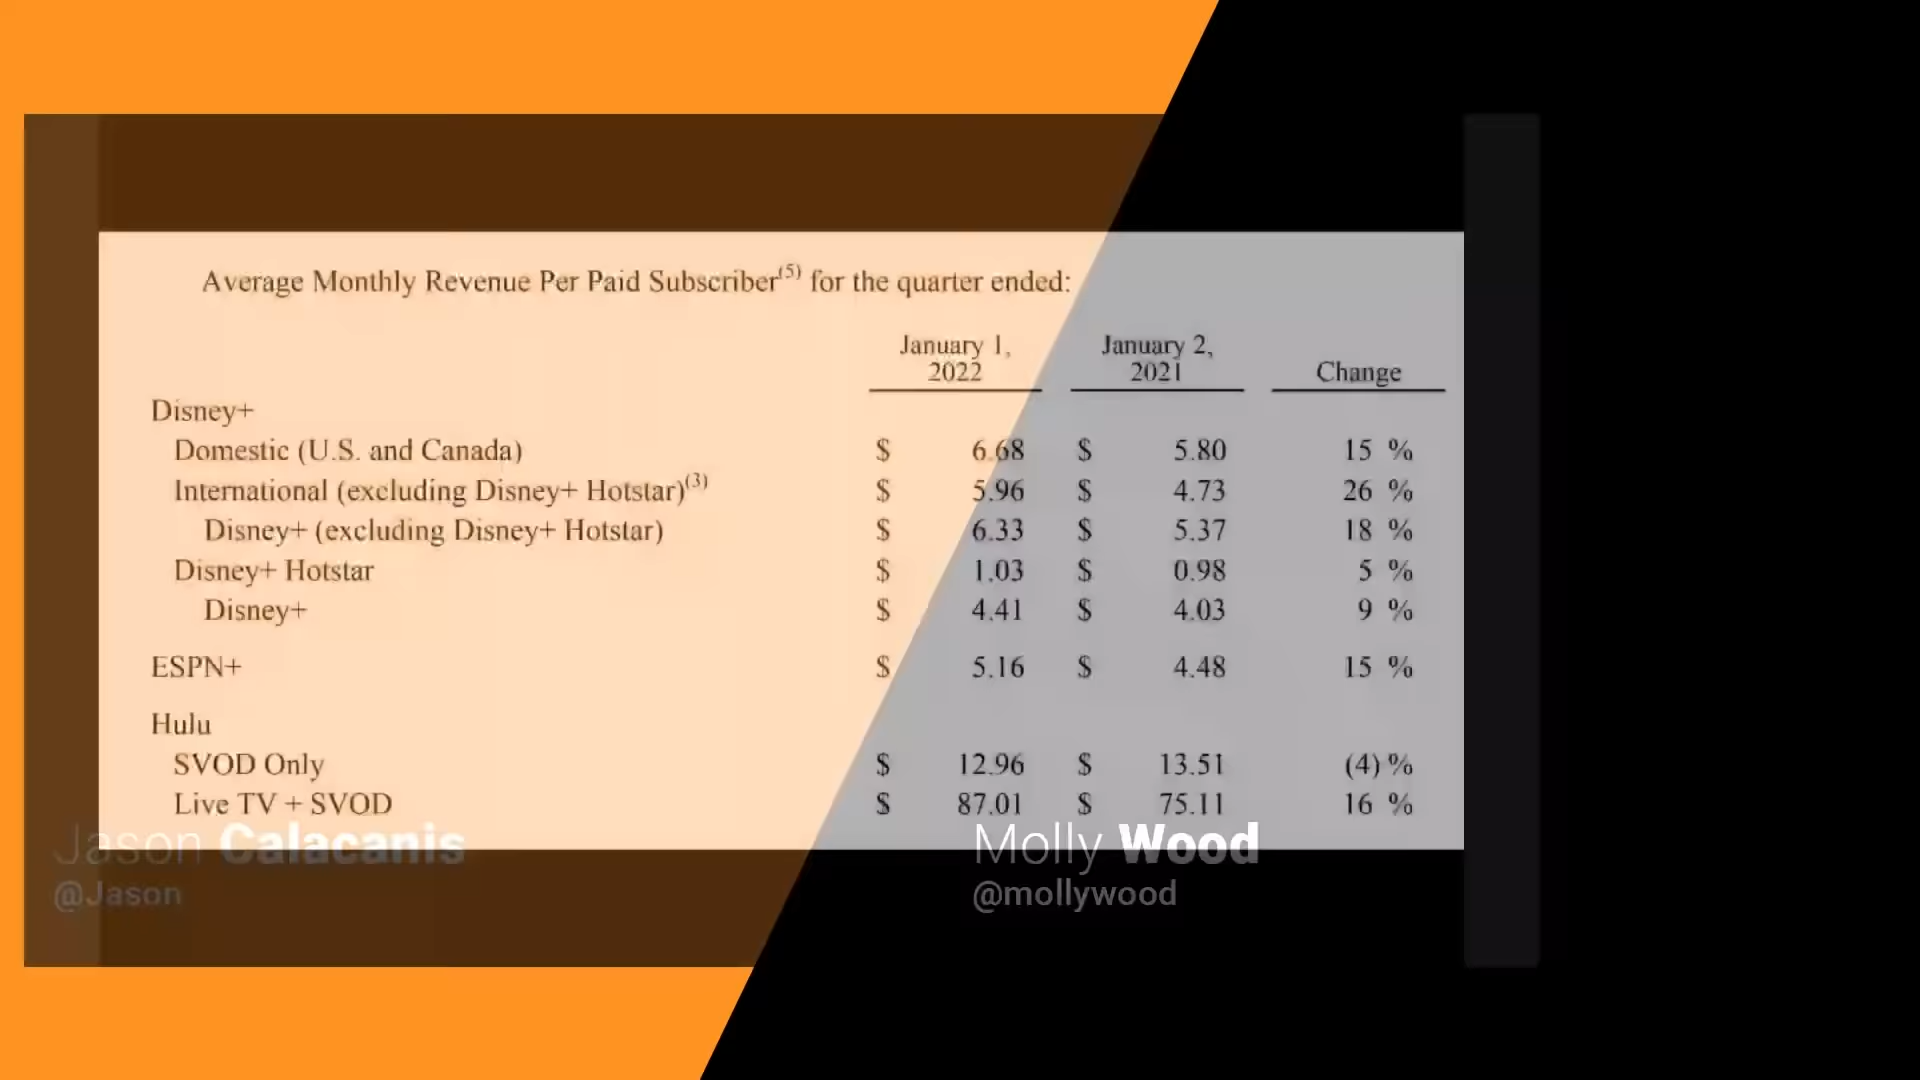 Average Monthly Revenue Per Paid Subscriber(5) for the quarter ended:
January 1, 2022 January 2, 2021 Change
Disney+
Domestic (U.S. and Canada) $ 6.68 $ 5.80 15 %
International (excluding Disney+ Hotstar)(3) $ 5.96 $ 4.73 26 %
Disney+ (excluding Disney+ Hotstar) $ 6.33 $ 5.37 18 %
Disney+ Hotstar $ 1.03 $ 0.98 5 %
Disney+ $ 4.41 $ 4.03 9 %
ESPN+ $ 5.16 $ 4.48 15 %
Hulu
SVOD Only $ 12.96 $ 13.51 (4) %
Live TV + SVOD $ 87.01 $ 75.11 16 %
Jason Calacanis
@Jason
Molly Wood
@mollywood